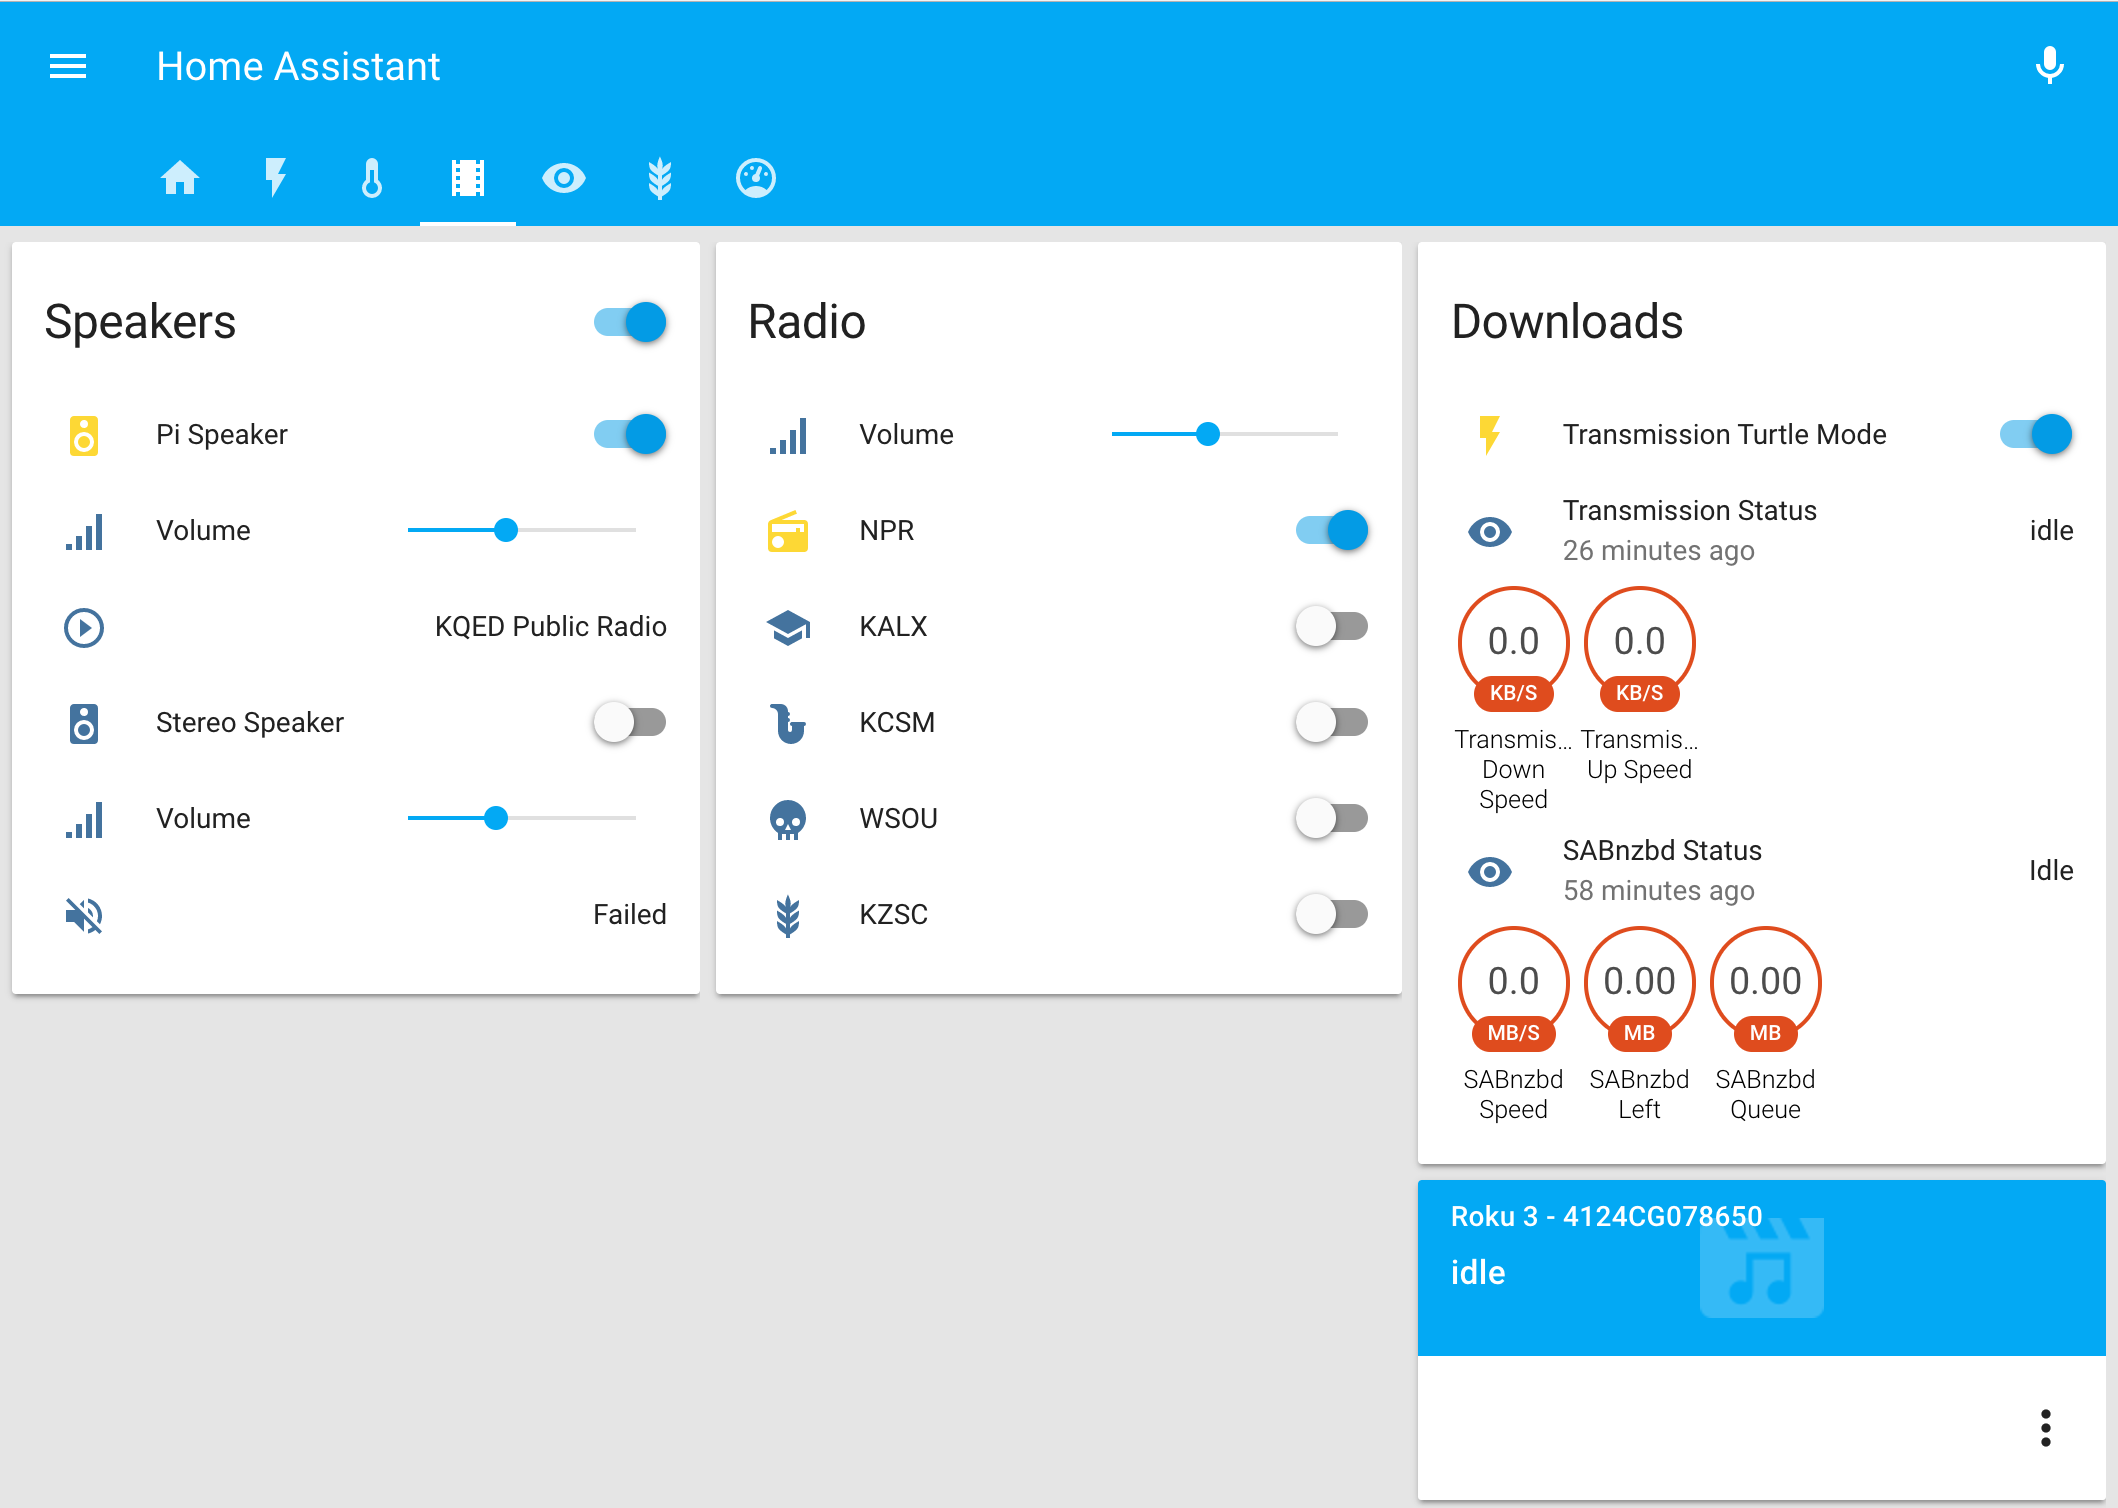 Home Assistant
Speakers
Pi Speaker
Volume
KQED Public Radio
Stereo Speaker
Volume
Failed
Radio
Volume
NPR
KALX
KCSM
WSOU
KZSC
Downloads
Transmission Turtle Mode
Transmission Status
26 minutes ago
idle
0.0
KB/S
Transmis...
Down
Speed
0.0
KB/S
Transmis...
Up Speed
SABnzbd Status
58 minutes ago
Idle
0.0
MB/S
SABnzbd
Speed
0.00
MB
SABnzbd
Left
0.00
MB
SABnzbd
Queue
Roku 3 - 4124CG078650
idle